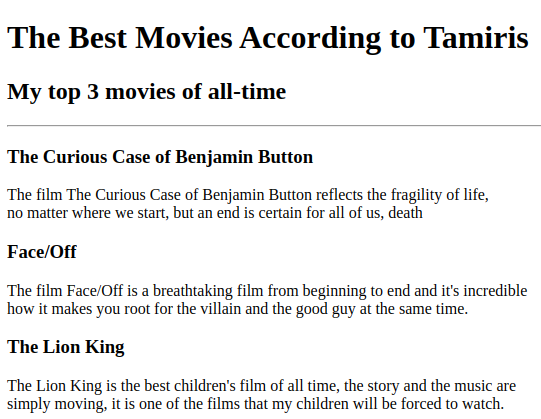 The Best Movies According to Tamiris
My top 3 movies of all-time
The Curious Case of Benjamin Button
The film The Curious Case of Benjamin Button reflects the fragility of life,
no matter where we start, but an end is certain for all of us, death
Face/Off
The film Face/Off is a breathtaking film from beginning to end and it's incredible
how it makes you root for the villain and the good guy at the same time.
The Lion King
The Lion King is the best children's film of all time, the story and the music are
simply moving, it is one of the films that my children will be forced to watch.